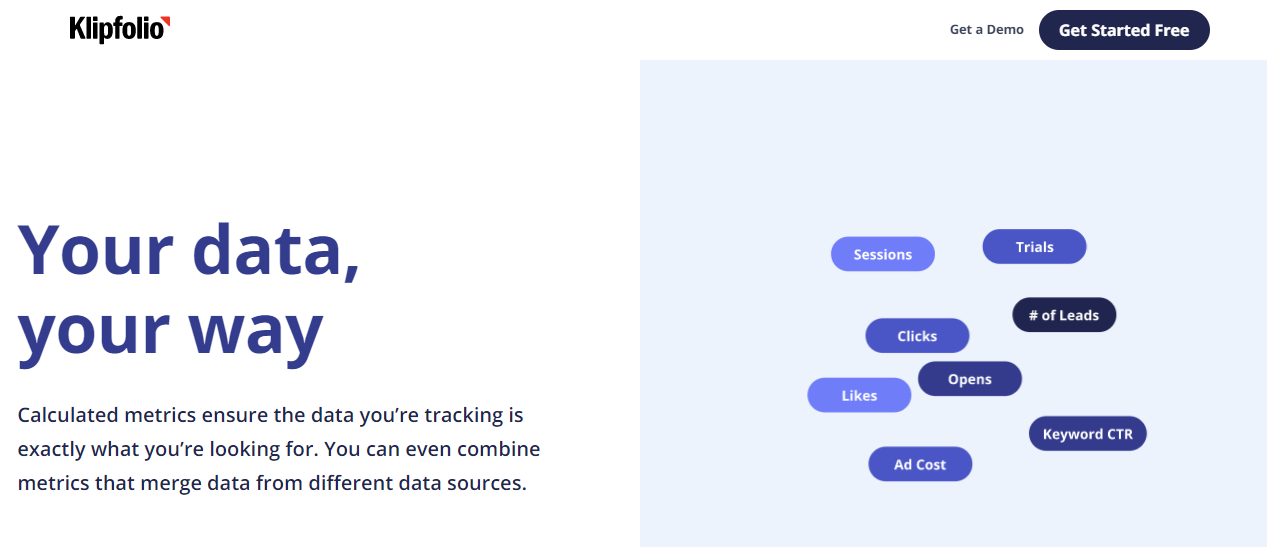 Klipfolio
Get a Demo
Get Started Free
Your data,
your way
Calculated metrics ensure the data you’re tracking is
exactly what you’re looking for. You can even combine
metrics that merge data from different data sources.
Sessions
Trials
# of Leads
Clicks
Opens
Likes
Keyword CTR
Ad Cost